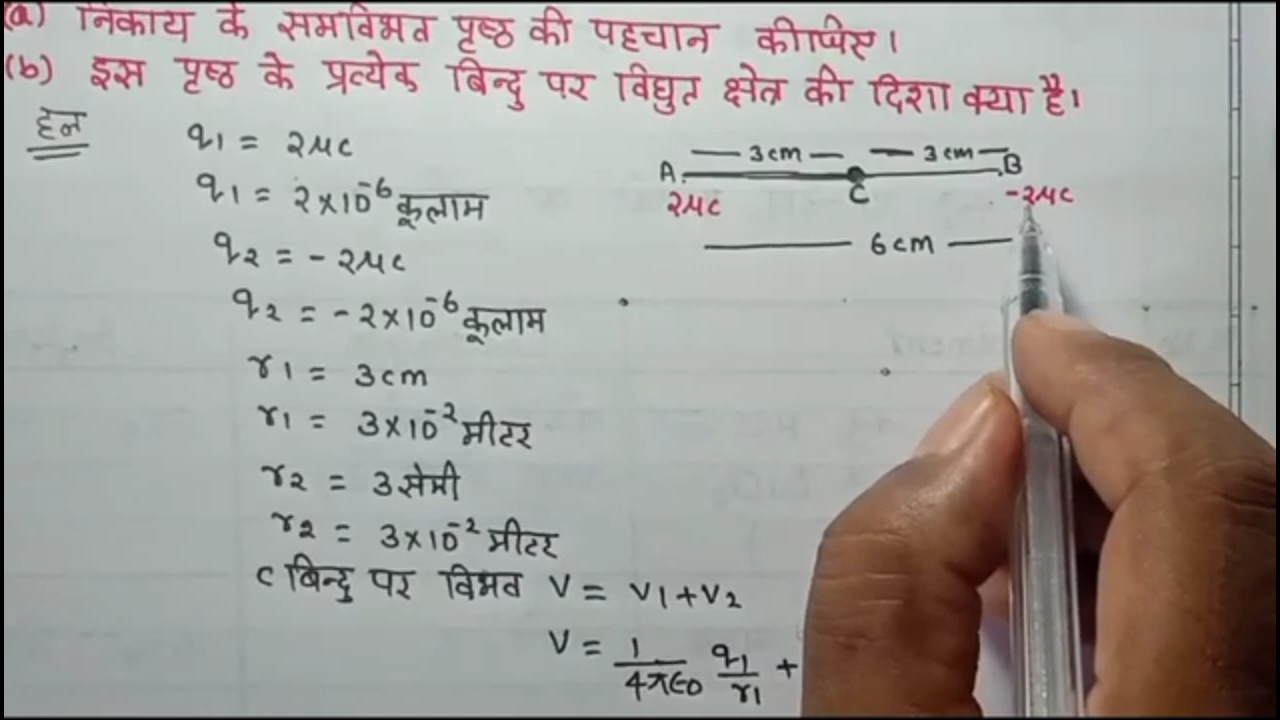 (a) निकाय के समविभव पृष्ठ की पहचान कीजिए।
(b) इस पृष्ठ के प्रत्येक बिन्दु पर विद्युत क्षेत्र की दिशा क्या है।
हल
q1 = 2μc
q1 = 2×10⁻⁶ कूलाम
q2 = -2μc
q2 = -2×10⁻⁶ कूलाम
r1 = 3cm
r1 = 3×10⁻² मीटर
r2 = 3 सेमी
r2 = 3×10⁻² मीटर
c बिन्दु पर विभव V = V1+V2
V = 1/4π∈0 q1/r1 +
3cm 3cm
A C B
2μc -2μc
6cm